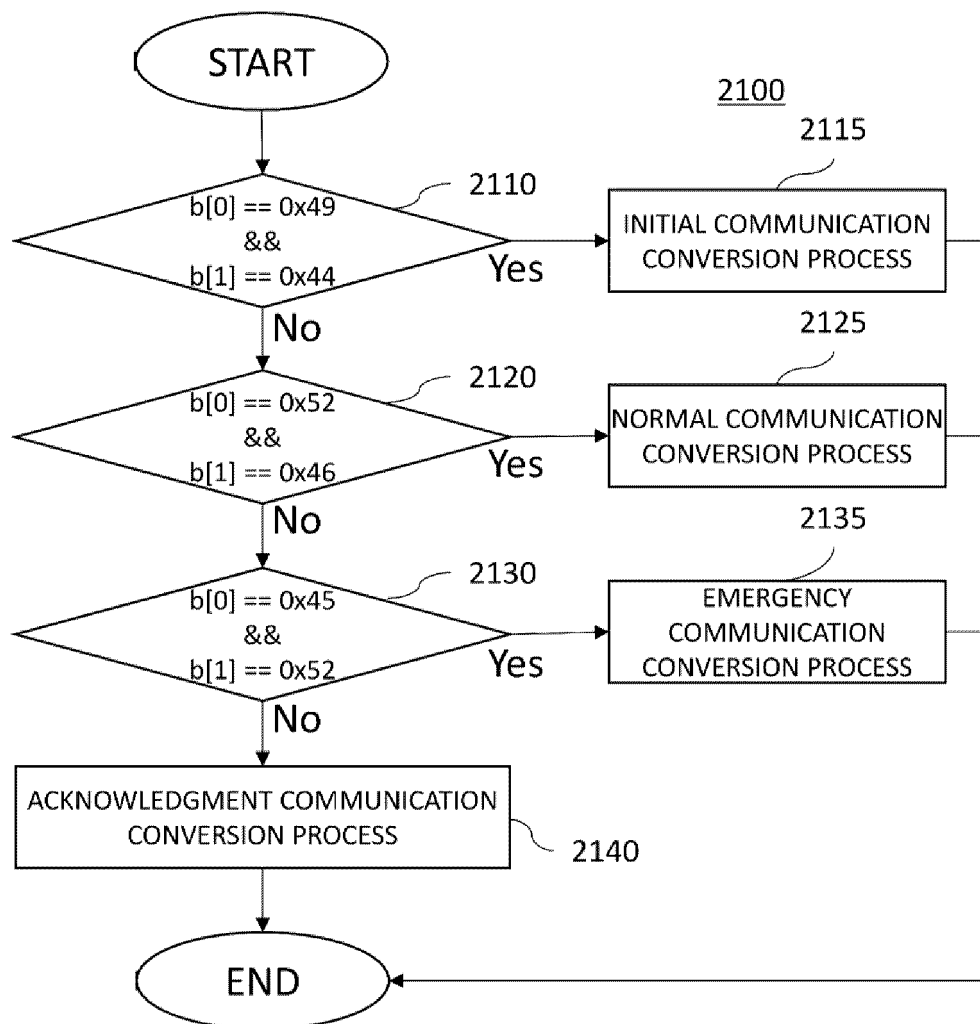 START
2100
2110
b[0] == 0x49
&&
b[1] == 0x44
Yes
2115
INITIAL COMMUNICATION
CONVERSION PROCESS
No
2120
b[0] == 0x52
&&
b[1] == 0x46
Yes
2125
NORMAL COMMUNICATION
CONVERSION PROCESS
No
2130
b[0] == 0x45
&&
b[1] == 0x52
Yes
2135
EMERGENCY
COMMUNICATION
CONVERSION PROCESS
No
ACKNOWLEDGMENT COMMUNICATION
CONVERSION PROCESS
2140
END